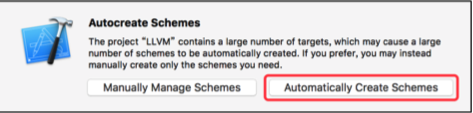 Autocreate Schemes
The project "LLVM" contains a large number of targets, which may cause a large
number of schemes to be automatically created. If you prefer, you may instead
manually create only the schemes you need.
Manually Manage Schemes
Automatically Create Schemes